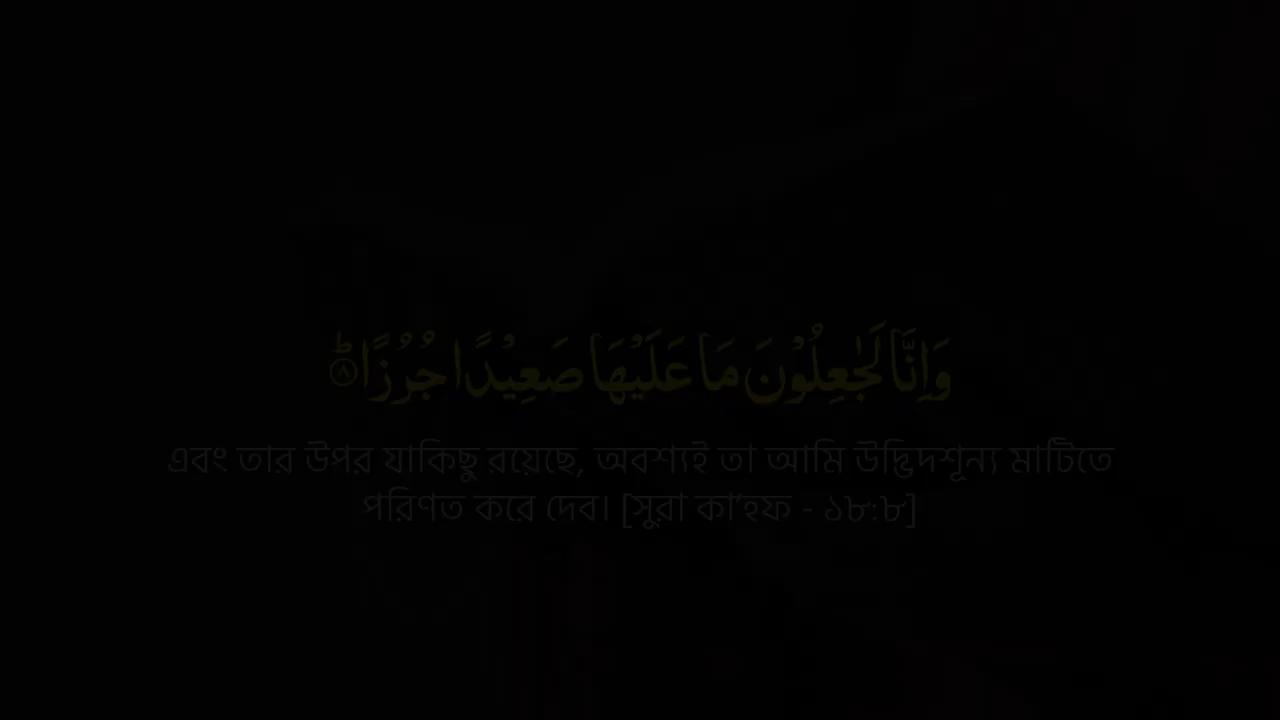 وَاِنَّا لَجٰعِلُوْنَ مَا عَلَيْهَا صَعِيْدًا جُرُزًا ؕ ۝۸
এবং তার উপর যাকিছু রয়েছে, অবশ্যই তা আমি উদ্ভিদশূন্য মাটিতে
পরিণত করে দেব। [সুরা কা’হফ - ১৮:৮]